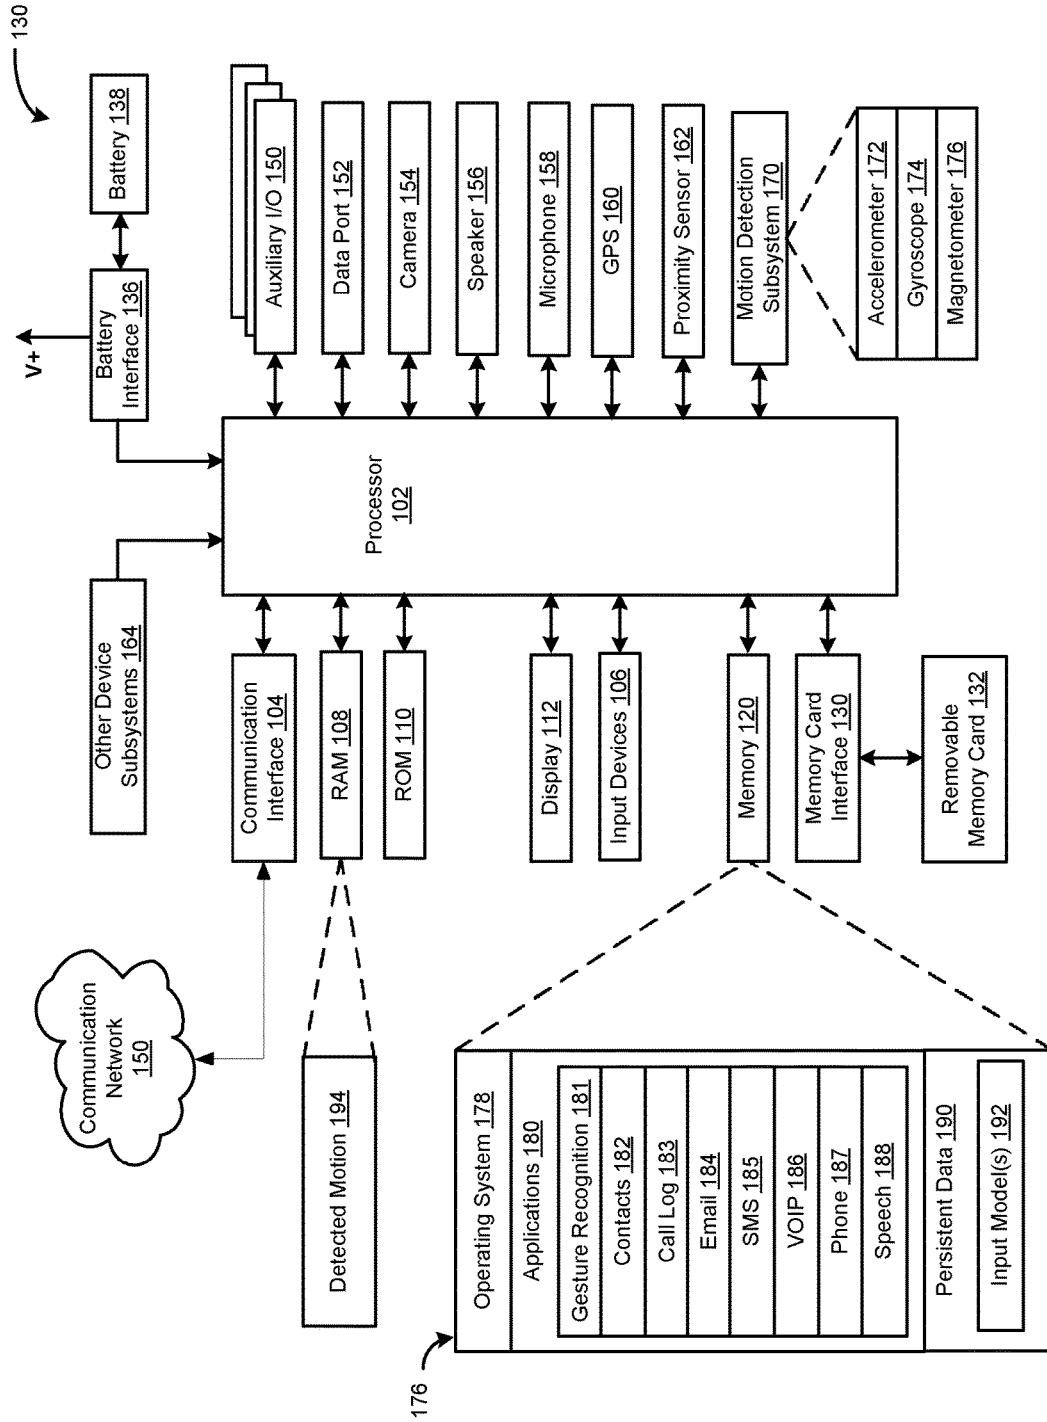 130
Communication
Network
150
Other Device
Subsystems 164
V+
Battery
Interface 136
Battery 138
Communication
Interface 104
RAM 108
ROM 110
Detected Motion 194
Display 112
Input Devices 106
Memory 120
Memory Card
Interface 130
Removable
Memory Card 132
Processor
102
Auxiliary I/O 150
Data Port 152
Camera 154
Speaker 156
Microphone 158
GPS 160
Proximity Sensor 162
Motion Detection
Subsystem 170
Accelerometer 172
Gyroscope 174
Magnetometer 176
176
Operating System 178
Applications 180
Gesture Recognition 181
Contacts 182
Call Log 183
Email 184
SMS 185
VOIP 186
Phone 187
Speech 188
Persistent Data 190
Input Model(s) 192